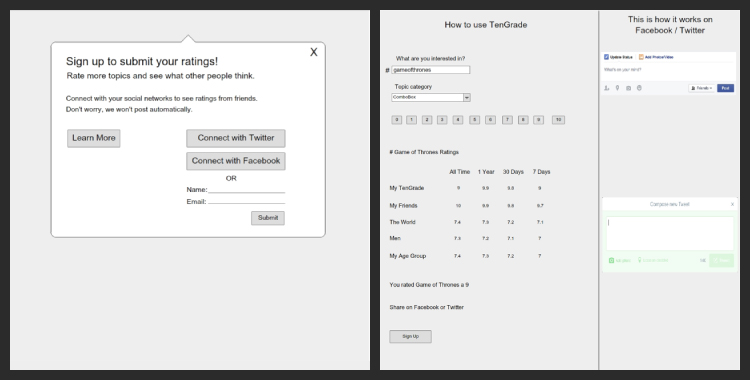 X
Sign up to submit your ratings!
Rate more topics and see what other people think.
Connect with your social networks to see ratings from friends.
Don't worry, we won't post automatically.
Learn More
Connect with Twitter
Connect with Facebook
OR
Name:
Email:
Submit
How to use TenGrade
What are you interested in?
# gameofthrones
Topic category
ComboBox
0 1 2 3 4 5 6 7 8 9 10
# Game of Thrones Ratings
All Time 1 Year 30 Days 7 Days
My TenGrade 9 9.9 9.8 9
My Friends 10 9.9 9.8 9.7
The World 7.4 7.3 7.2 7.1
Men 7.3 7.2 7.1 7
My Age Group 7.4 7.3 7.2 7
You rated Game of Thrones a 9
Share on Facebook or Twitter
Sign Up
This is how it works on
Facebook / Twitter
Update Status Add Photos/Video
What's on your mind?
Friends
Post
Compose new Tweet
X